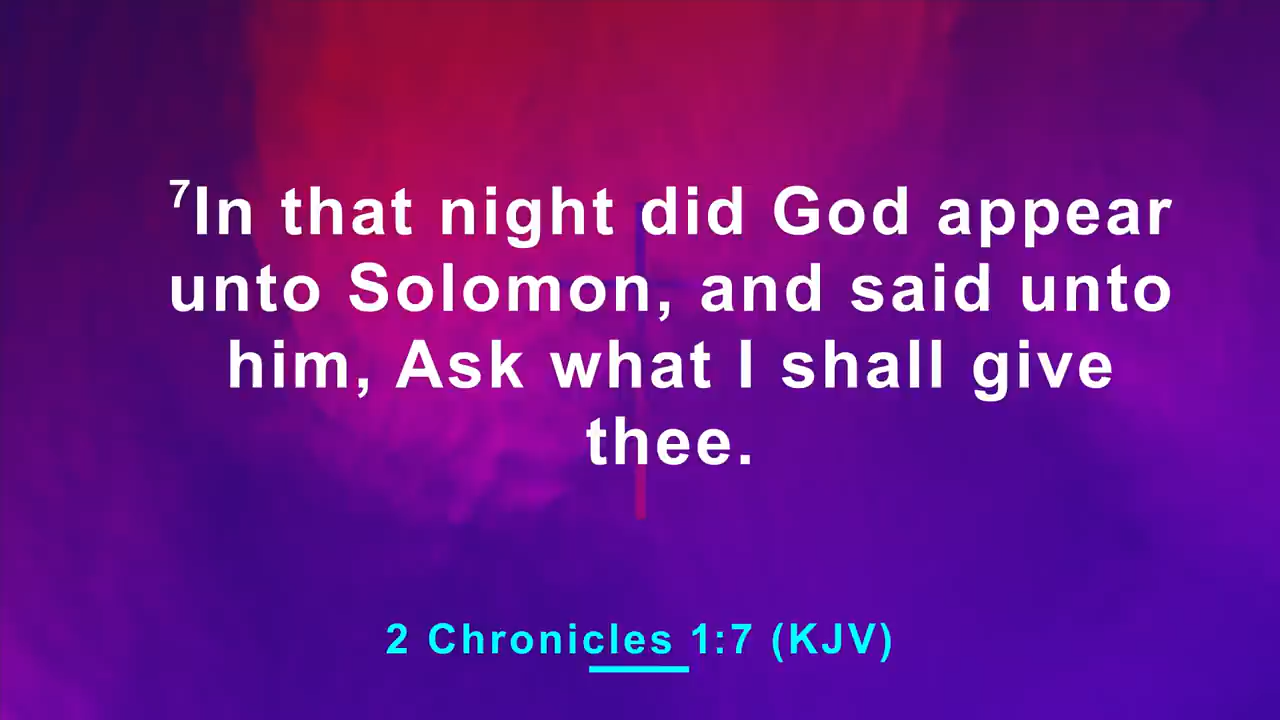 ⁷In that night did God appear
unto Solomon, and said unto
him, Ask what I shall give
thee.
2 Chronicles 1:7 (KJV)